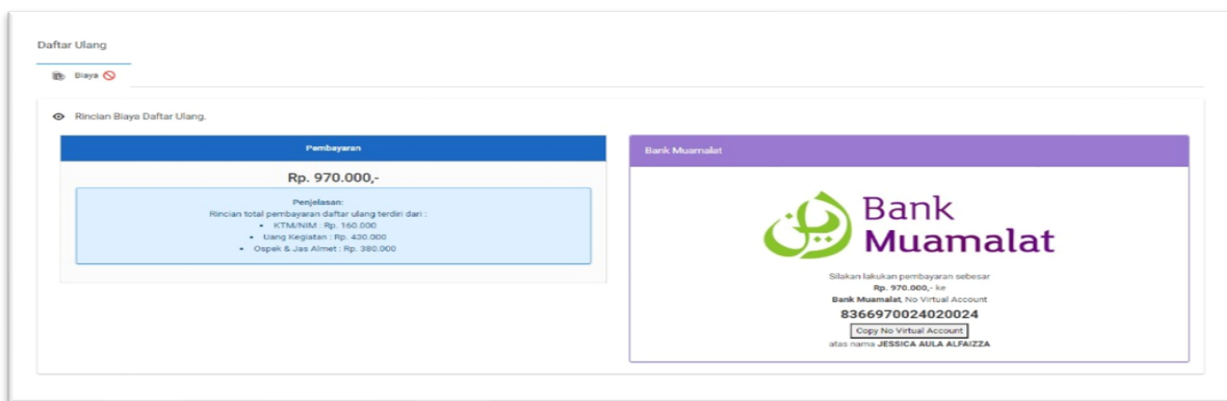 Daftar Ulang
Biaya
Rincian Biaya Daftar Ulang.
Pembayaran
Rp. 970.000,-
Penjelasan:
Rincian total pembayaran daftar ulang terdiri dari :
• KTM/NIM : Rp. 160.000
• Uang Kegiatan : Rp. 430.000
• Ospek & Jas Almet : Rp. 380.000
Bank Muamalat
Bank
Muamalat
Silakan lakukan pembayaran sebesar
Rp. 970.000,- ke
Bank Muamalat, No Virtual Account
8366970024020024
Copy No Virtual Account
atas nama JESSICA AULA ALFAIZZA